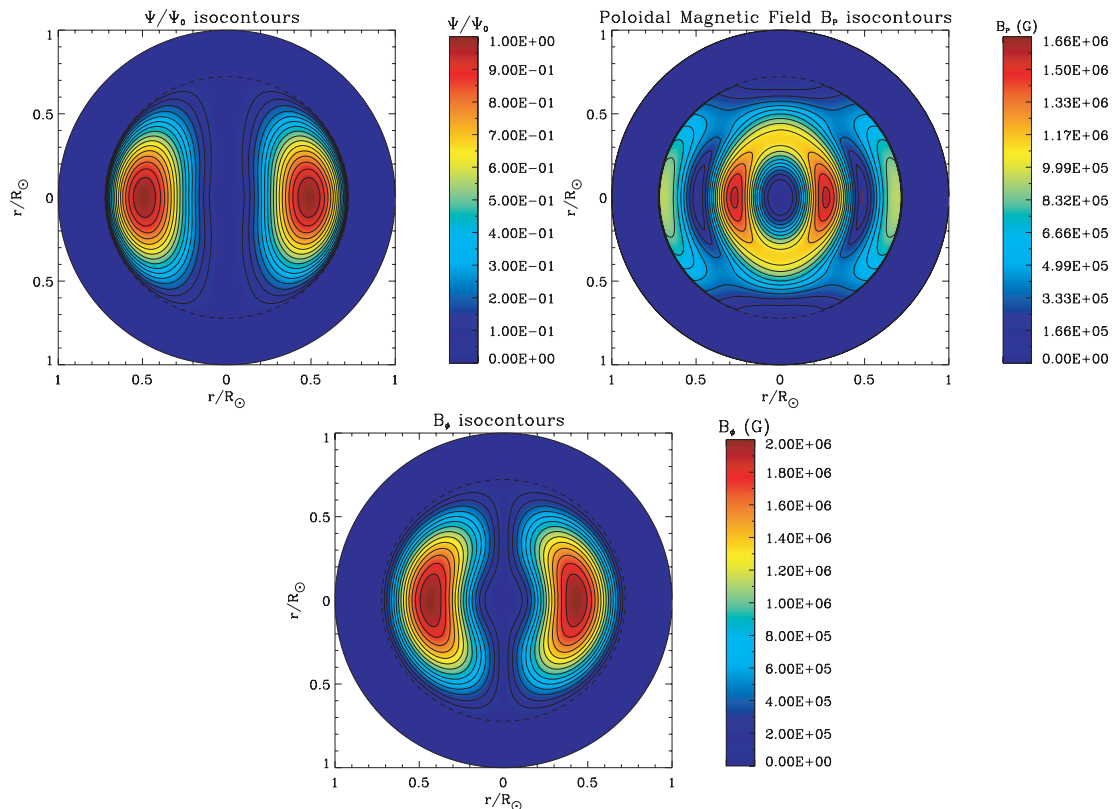 Ψ/Ψ₀ isocontours
Ψ/Ψ₀
1.00E+00
9.00E−01
8.00E−01
7.00E−01
6.00E−01
5.00E−01
4.00E−01
3.00E−01
2.00E−01
1.00E−01
0.00E+00
r/R☉
0.5
0
0.5
1
1 0.5 0 0.5 1
r/R☉
Poloidal Magnetic Field Bₚ isocontours
Bₚ (G)
1.66E+06
1.50E+06
1.33E+06
1.17E+06
9.99E+05
8.32E+05
6.66E+05
4.99E+05
3.33E+05
1.66E+05
0.00E+00
r/R☉
0.5
0
0.5
1
1 0.5 0 0.5 1
r/R☉
Bᵩ isocontours
Bᵩ (G)
2.00E+06
1.80E+06
1.60E+06
1.40E+06
1.20E+06
1.00E+06
8.00E+05
6.00E+05
4.00E+05
2.00E+05
0.00E+00
r/R☉
0.5
0
0.5
1
1 0.5 0 0.5 1
r/R☉